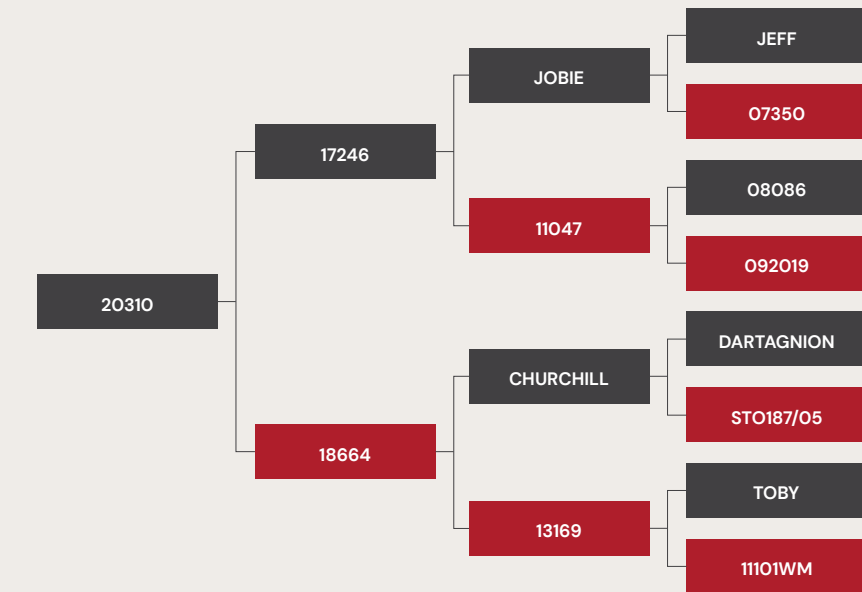 JEFF
JOBIE
07350
17246
08086
11047
092019
20310
DARTAGNION
CHURCHILL
STO187/05
18664
TOBY
13169
11101WM